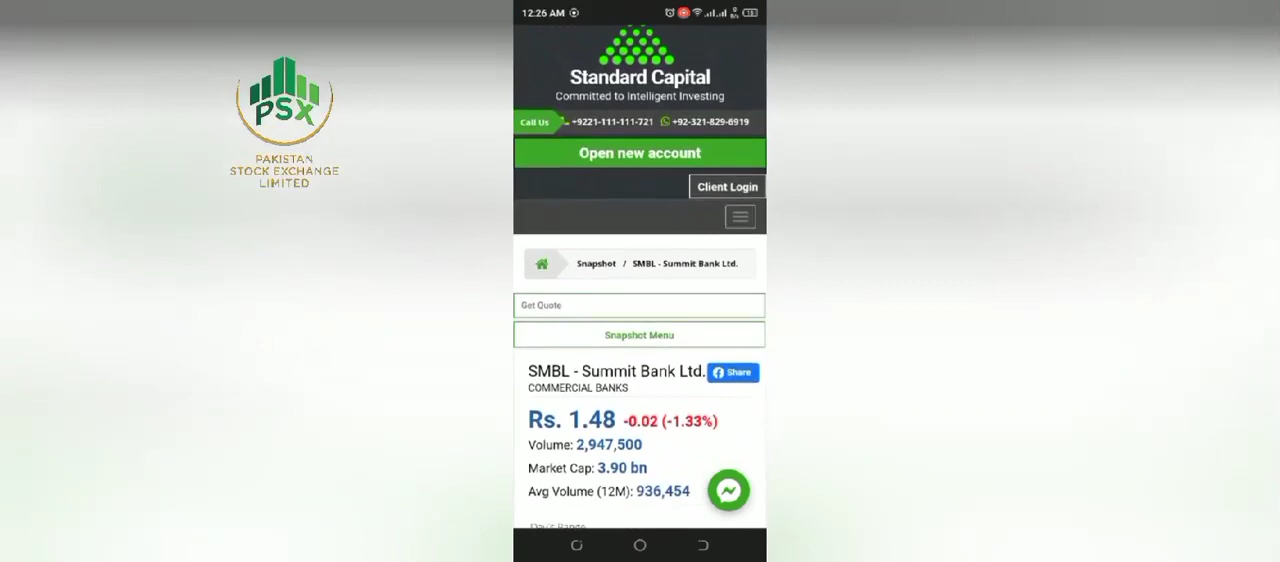 PSX
PAKISTAN
STOCK EXCHANGE
LIMITED
12:26 AM
Standard Capital
Committed to Intelligent Investing
Call Us +9221-111-111-721 +92-321-829-6919
Open new account
Client Login
Snapshot / SMBL - Summit Bank Ltd.
Get Quote
Snapshot Menu
SMBL - Summit Bank Ltd. Share
COMMERCIAL BANKS
Rs. 1.48 -0.02 (-1.33%)
Volume: 2,947,500
Market Cap: 3.90 bn
Avg Volume (12M): 936,454
Day's Range